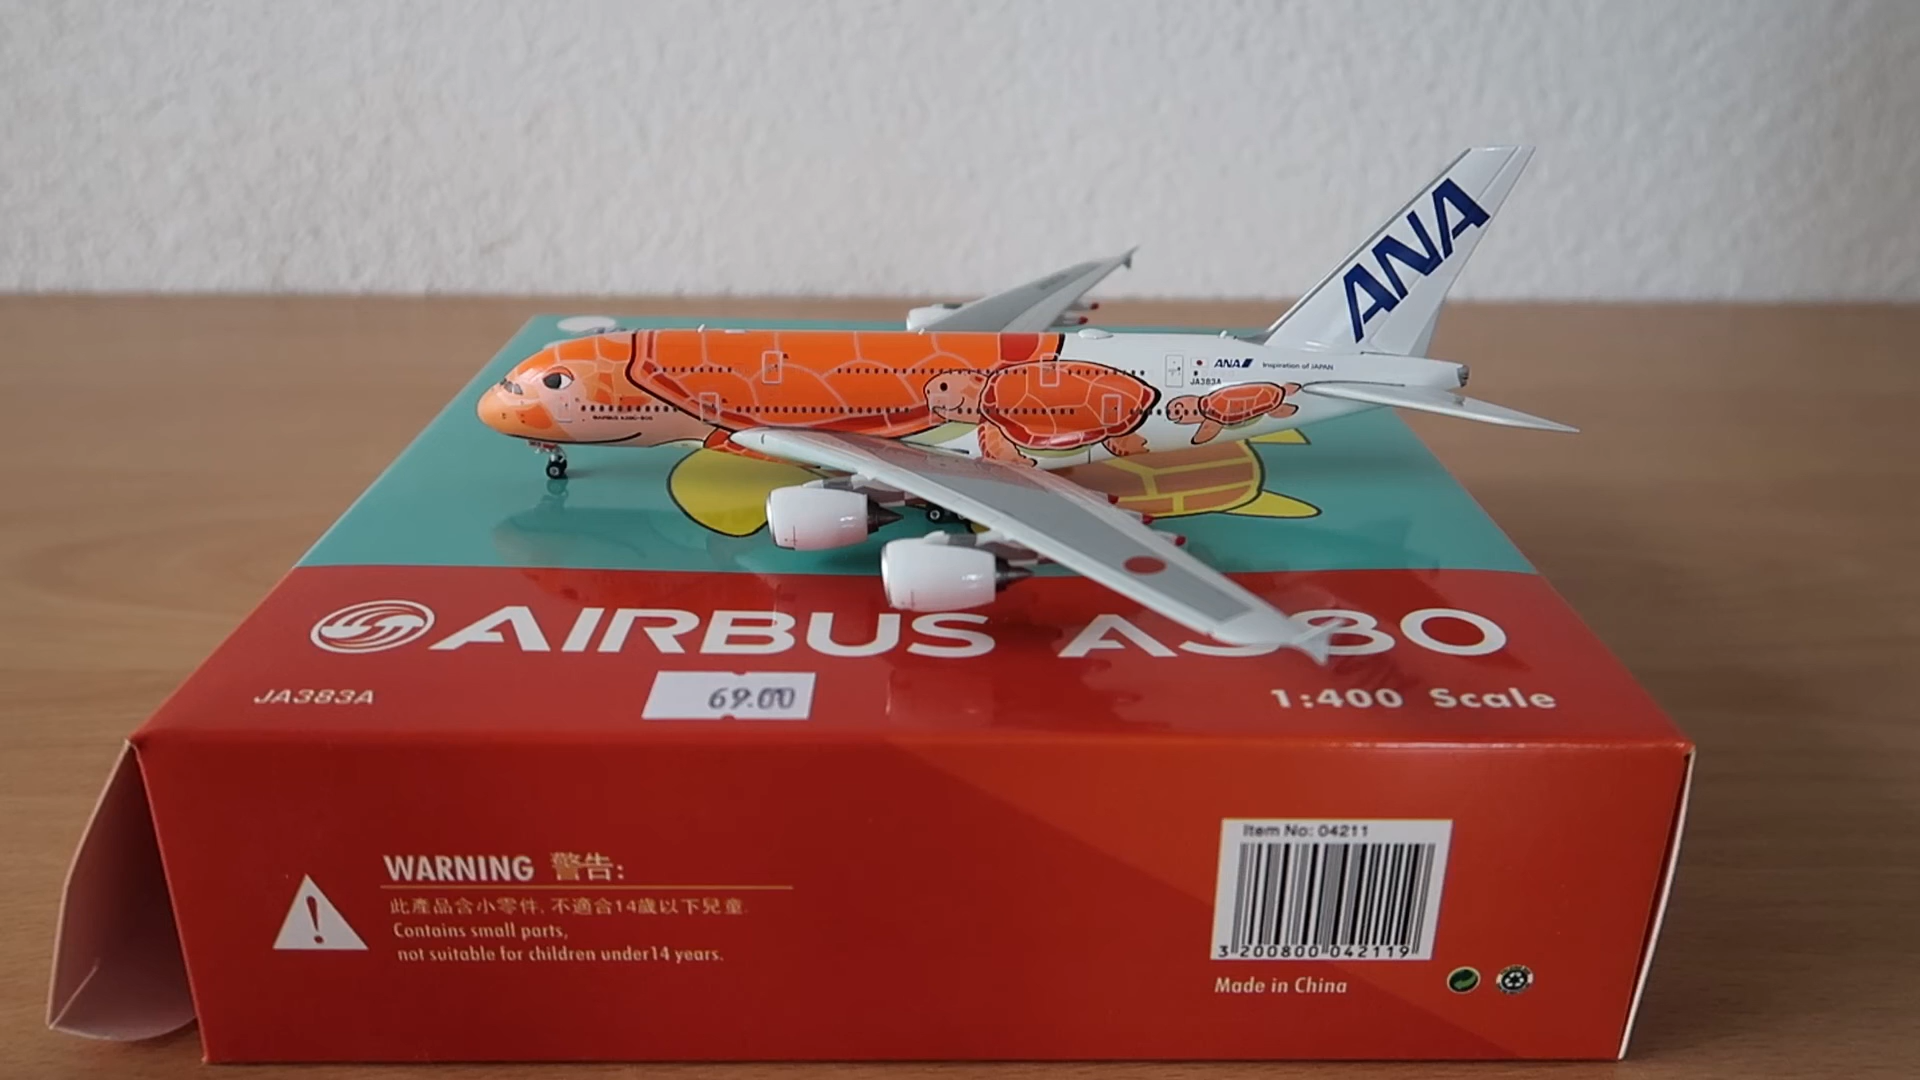 ANA
ANA
Inspiration of JAPAN
JA383A
AIRBUS A380
JA383A
69.00
1:400 Scale
Item No: 04211
WARNING 警告:
此產品含小零件, 不適合14歲以下兒童.
Contains small parts,
not suitable for children under14 years.
3 200800 042119
Made in China